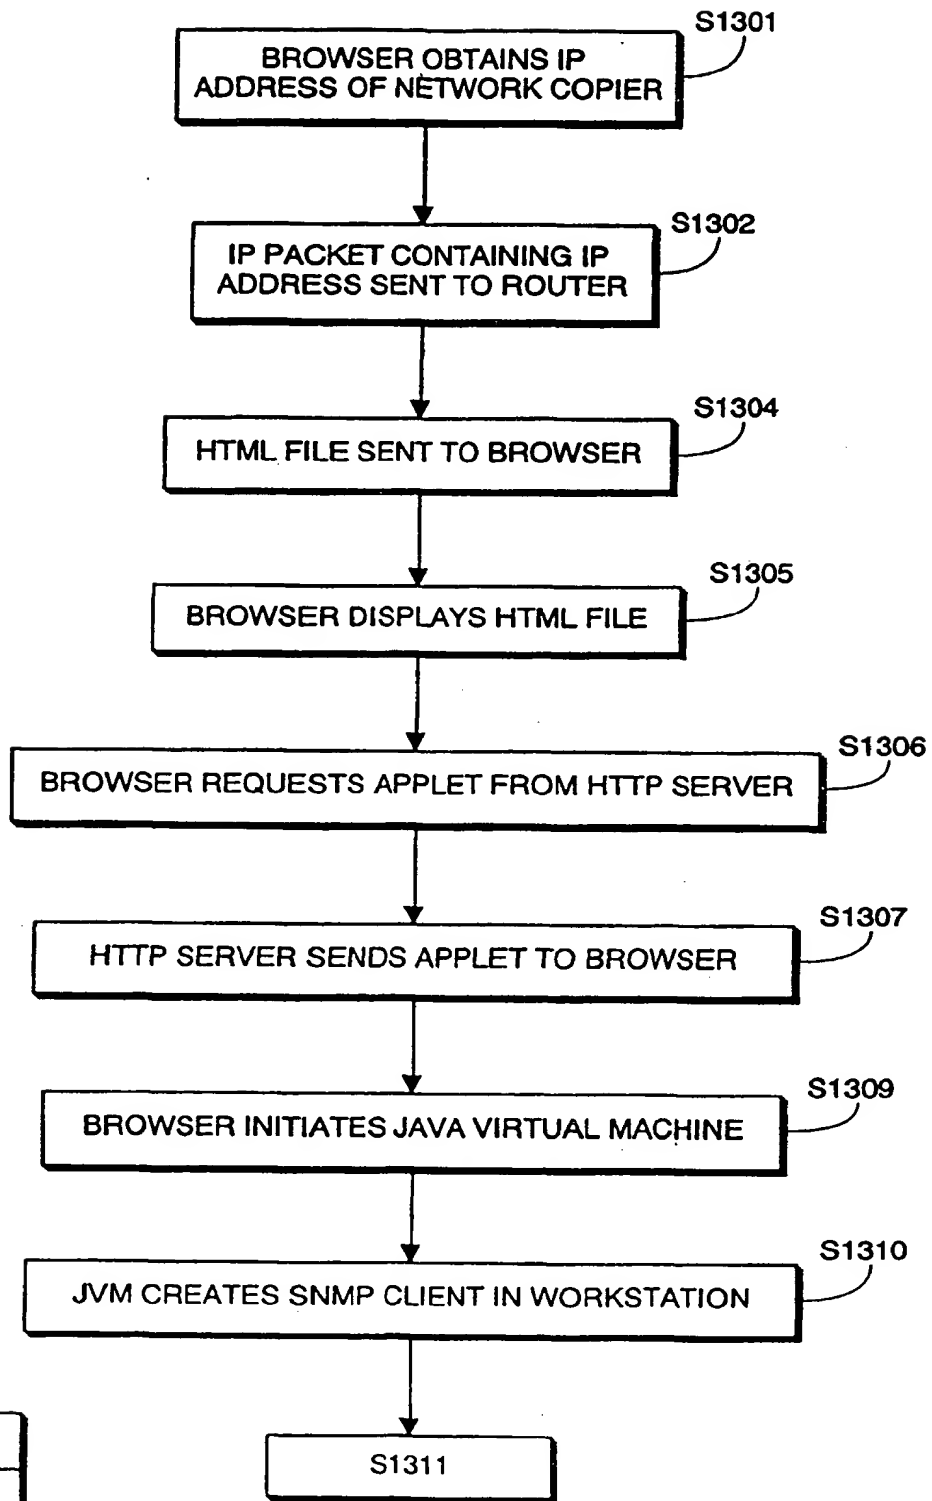 S1301
BROWSER OBTAINS IP
ADDRESS OF NETWORK COPIER
S1302
IP PACKET CONTAINING IP
ADDRESS SENT TO ROUTER
S1304
HTML FILE SENT TO BROWSER
S1305
BROWSER DISPLAYS HTML FILE
S1306
BROWSER REQUESTS APPLET FROM HTTP SERVER
S1307
HTTP SERVER SENDS APPLET TO BROWSER
S1309
BROWSER INITIATES JAVA VIRTUAL MACHINE
S1310
JVM CREATES SNMP CLIENT IN WORKSTATION
S1311